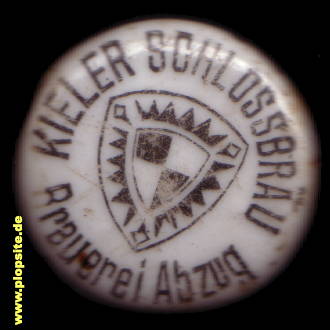 KIELER SCHLOSSBRÄU
Brauerei Abzug
www.plopsite.de